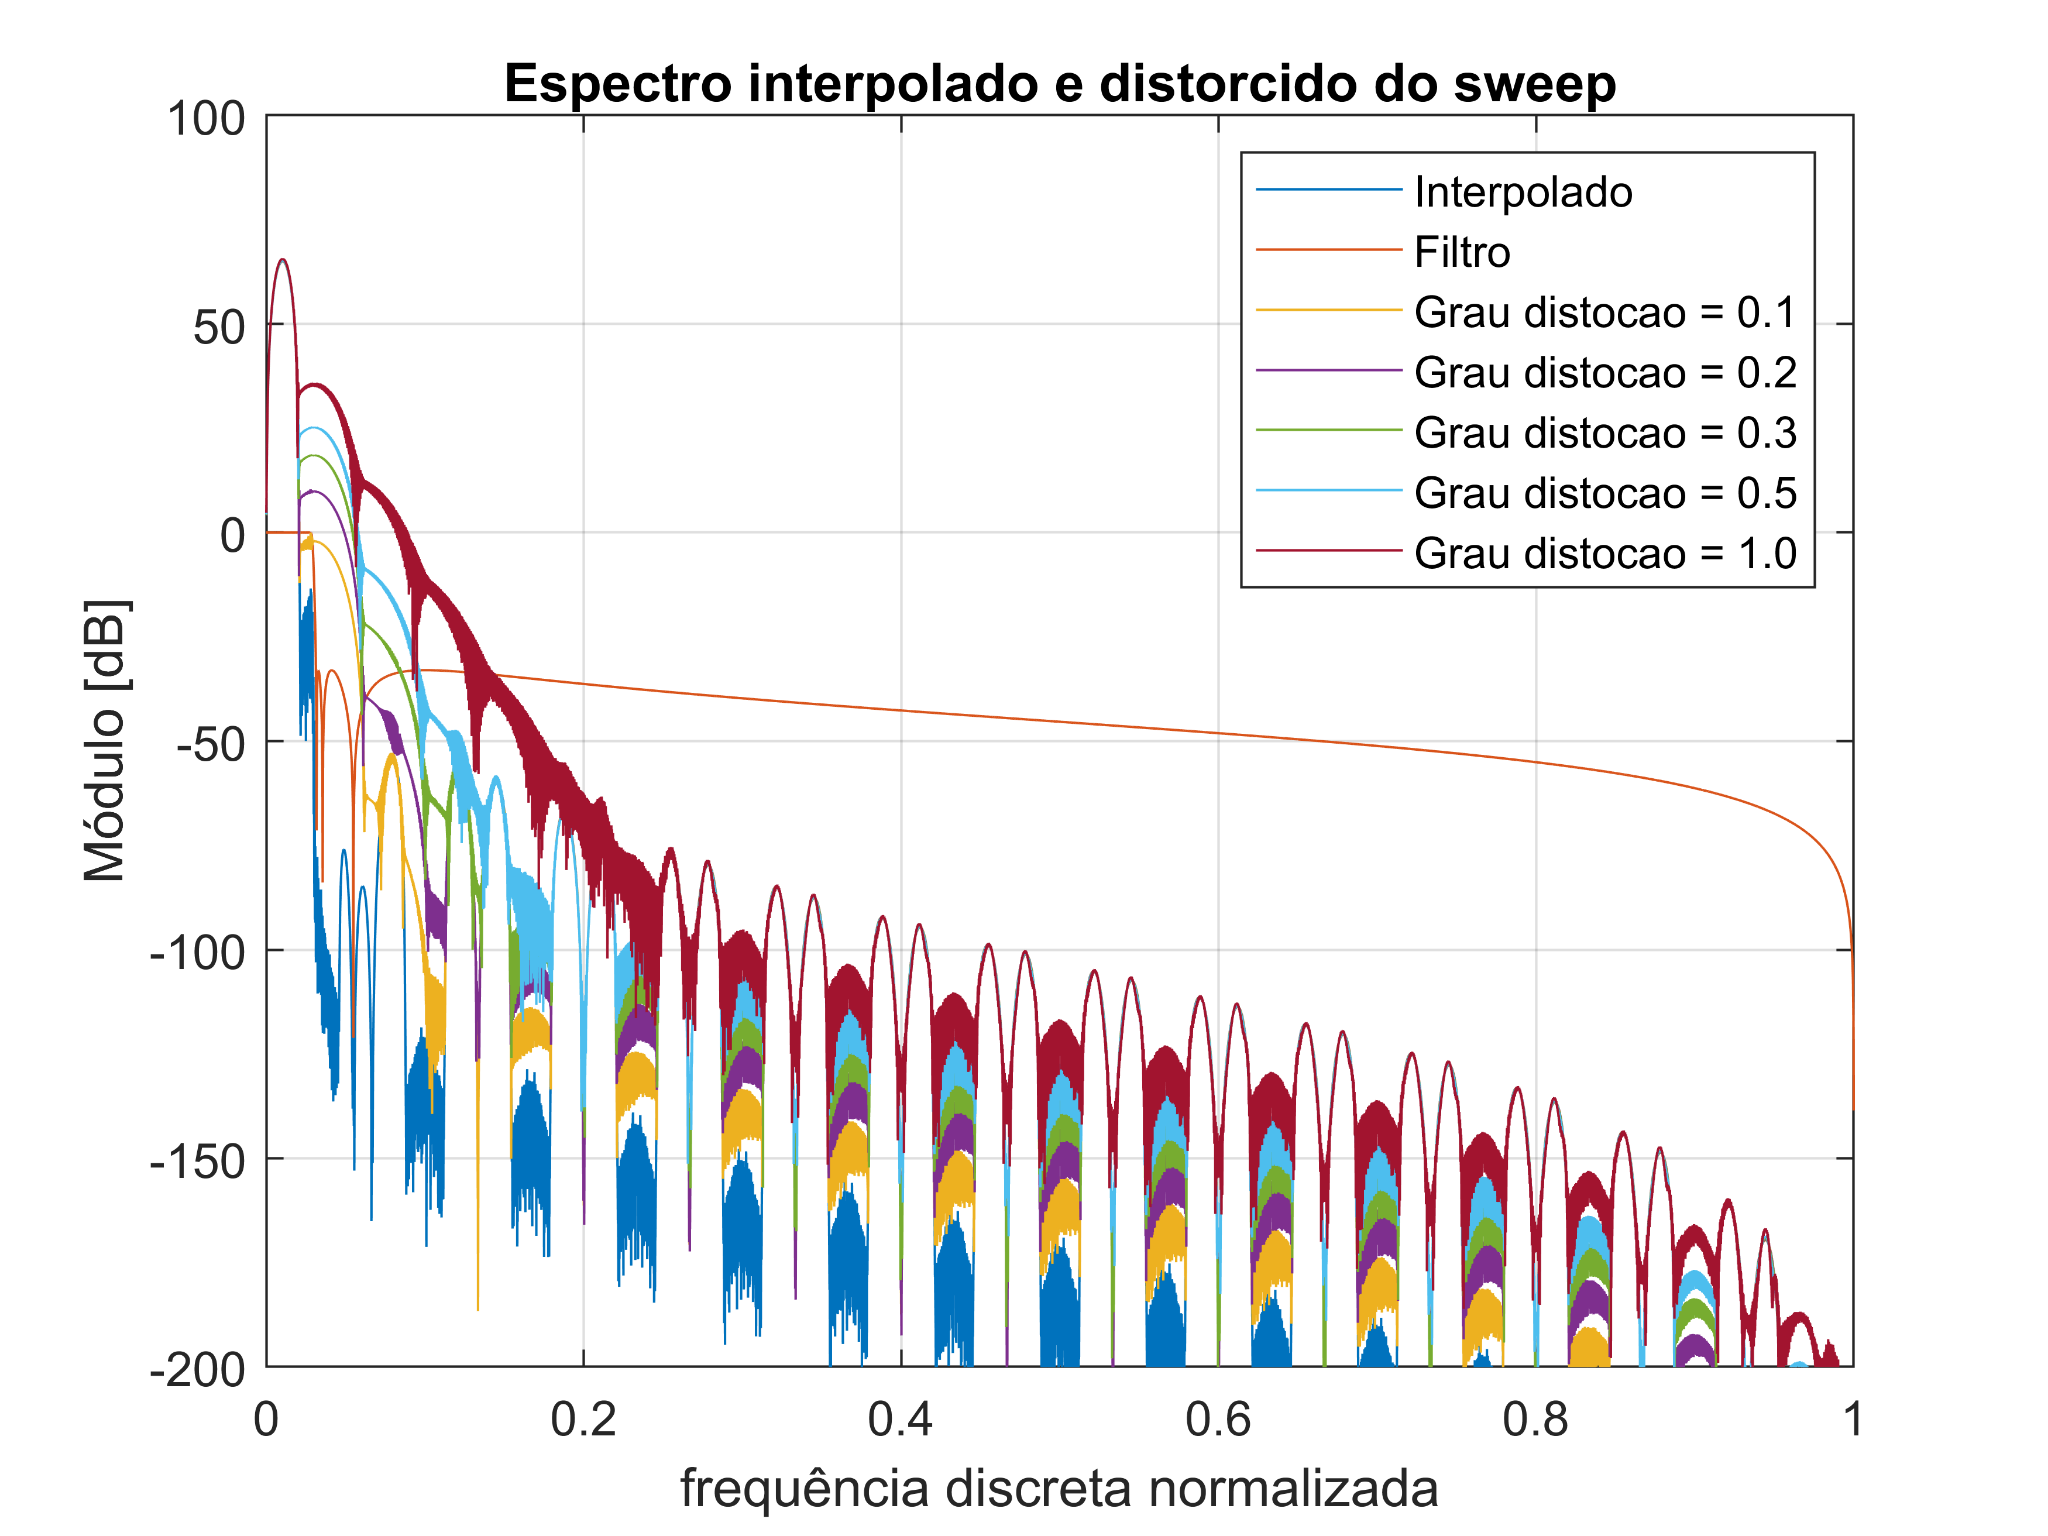 Espectro interpolado e distorcido do sweep
100
50
0
-50
-100
-150
-200
Módulo [dB]
Interpolado
Filtro
Grau distocao = 0.1
Grau distocao = 0.2
Grau distocao = 0.3
Grau distocao = 0.5
Grau distocao = 1.0
0 0.2 0.4 0.6 0.8 1
frequência discreta normalizada